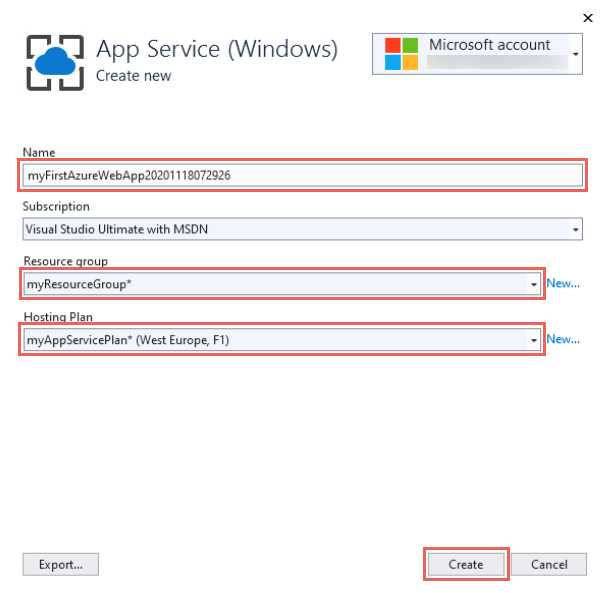 App Service (Windows)
Create new
Microsoft account
Name
myFirstAzureWebApp20201118072926
Subscription
Visual Studio Ultimate with MSDN
Resource group
myResourceGroup*
New...
Hosting Plan
myAppServicePlan* (West Europe, F1)
New...
Export...
Create
Cancel